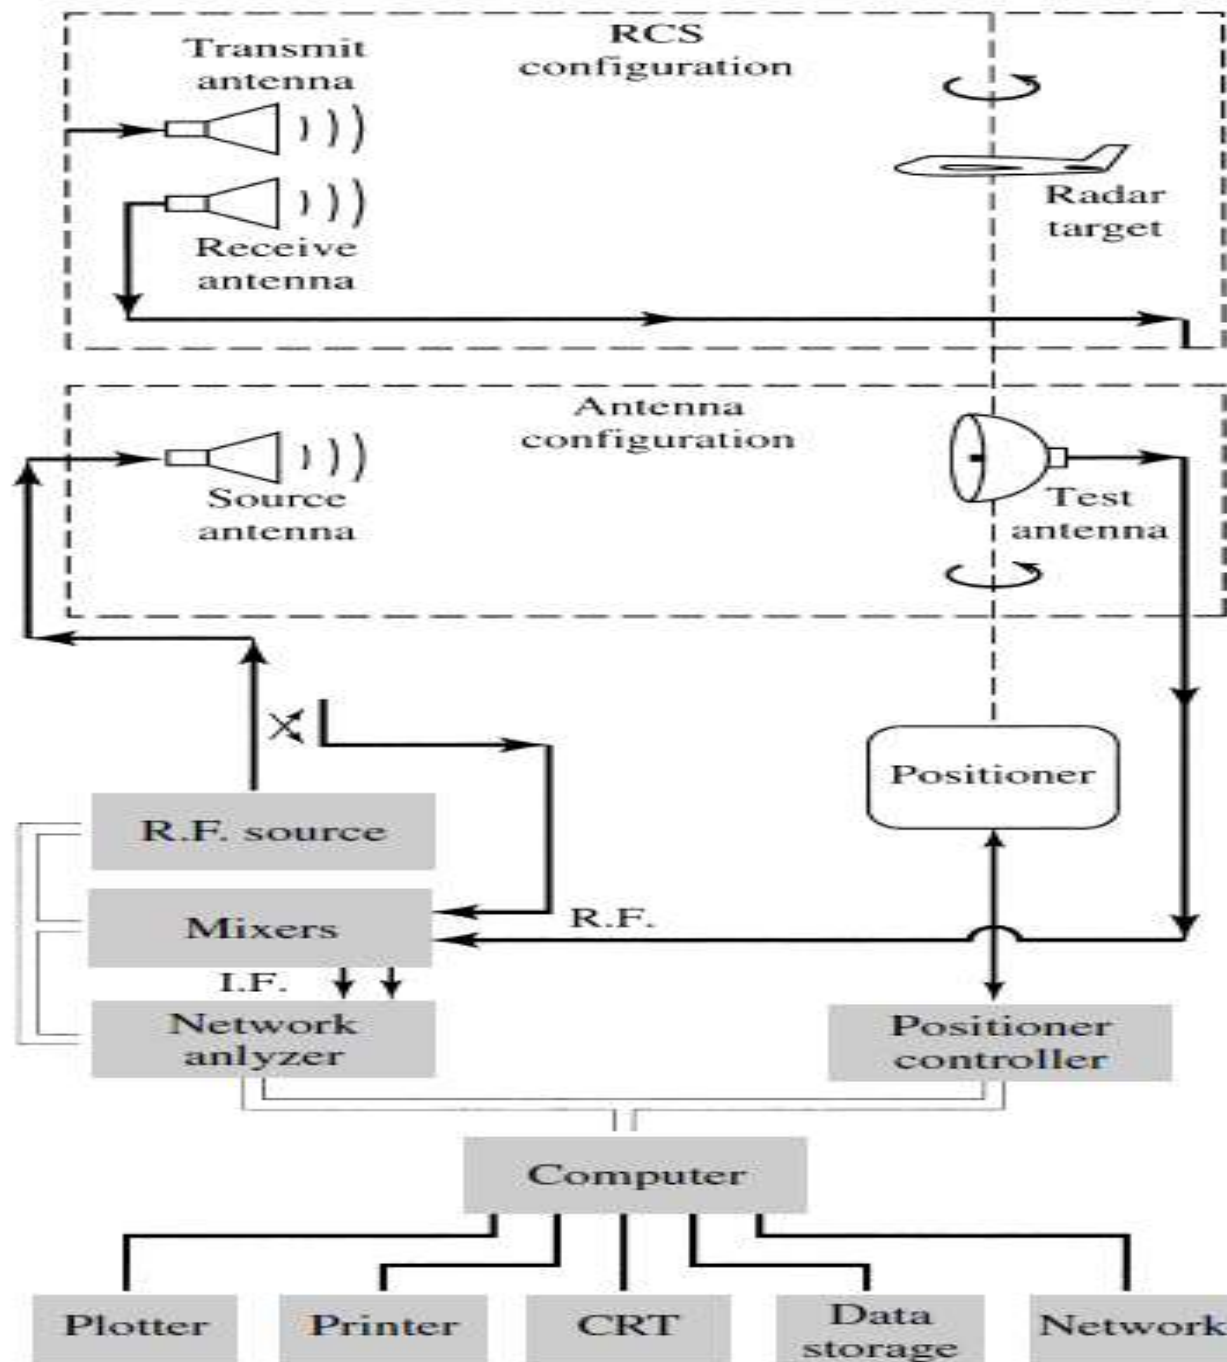 RCS
configuration
Transmit
antenna
Receive
antenna
Radar
target
Antenna
configuration
Source
antenna
Test
antenna
Positioner
R.F. source
Mixers
R.F.
I.F.
Network
anlyzer
Positioner
controller
Computer
Plotter
Printer
CRT
Data
storage
Network